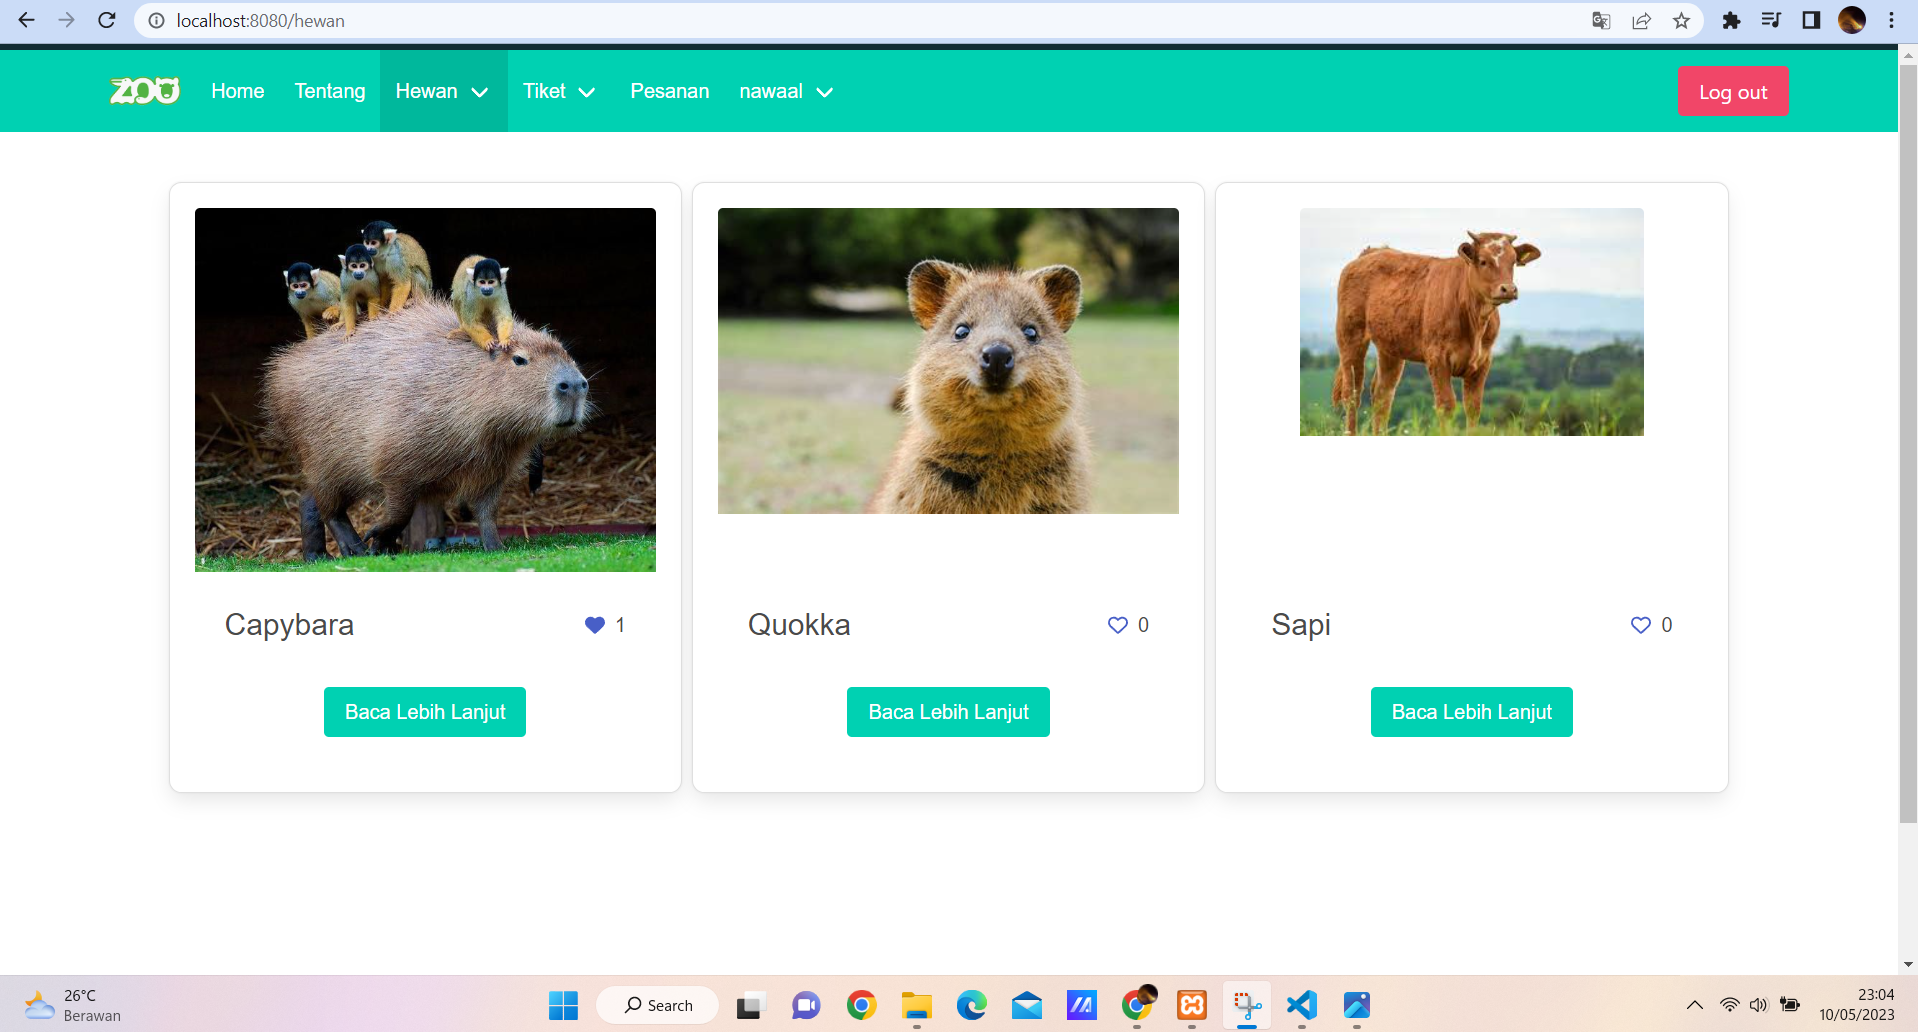 localhost:8080/hewan
ZOO Home Tentang Hewan Tiket Pesanan nawaal Log out
Capybara 1 Quokka 0 Sapi 0
Baca Lebih Lanjut Baca Lebih Lanjut Baca Lebih Lanjut
26°C
Berawan
Search
23:04
10/05/2023